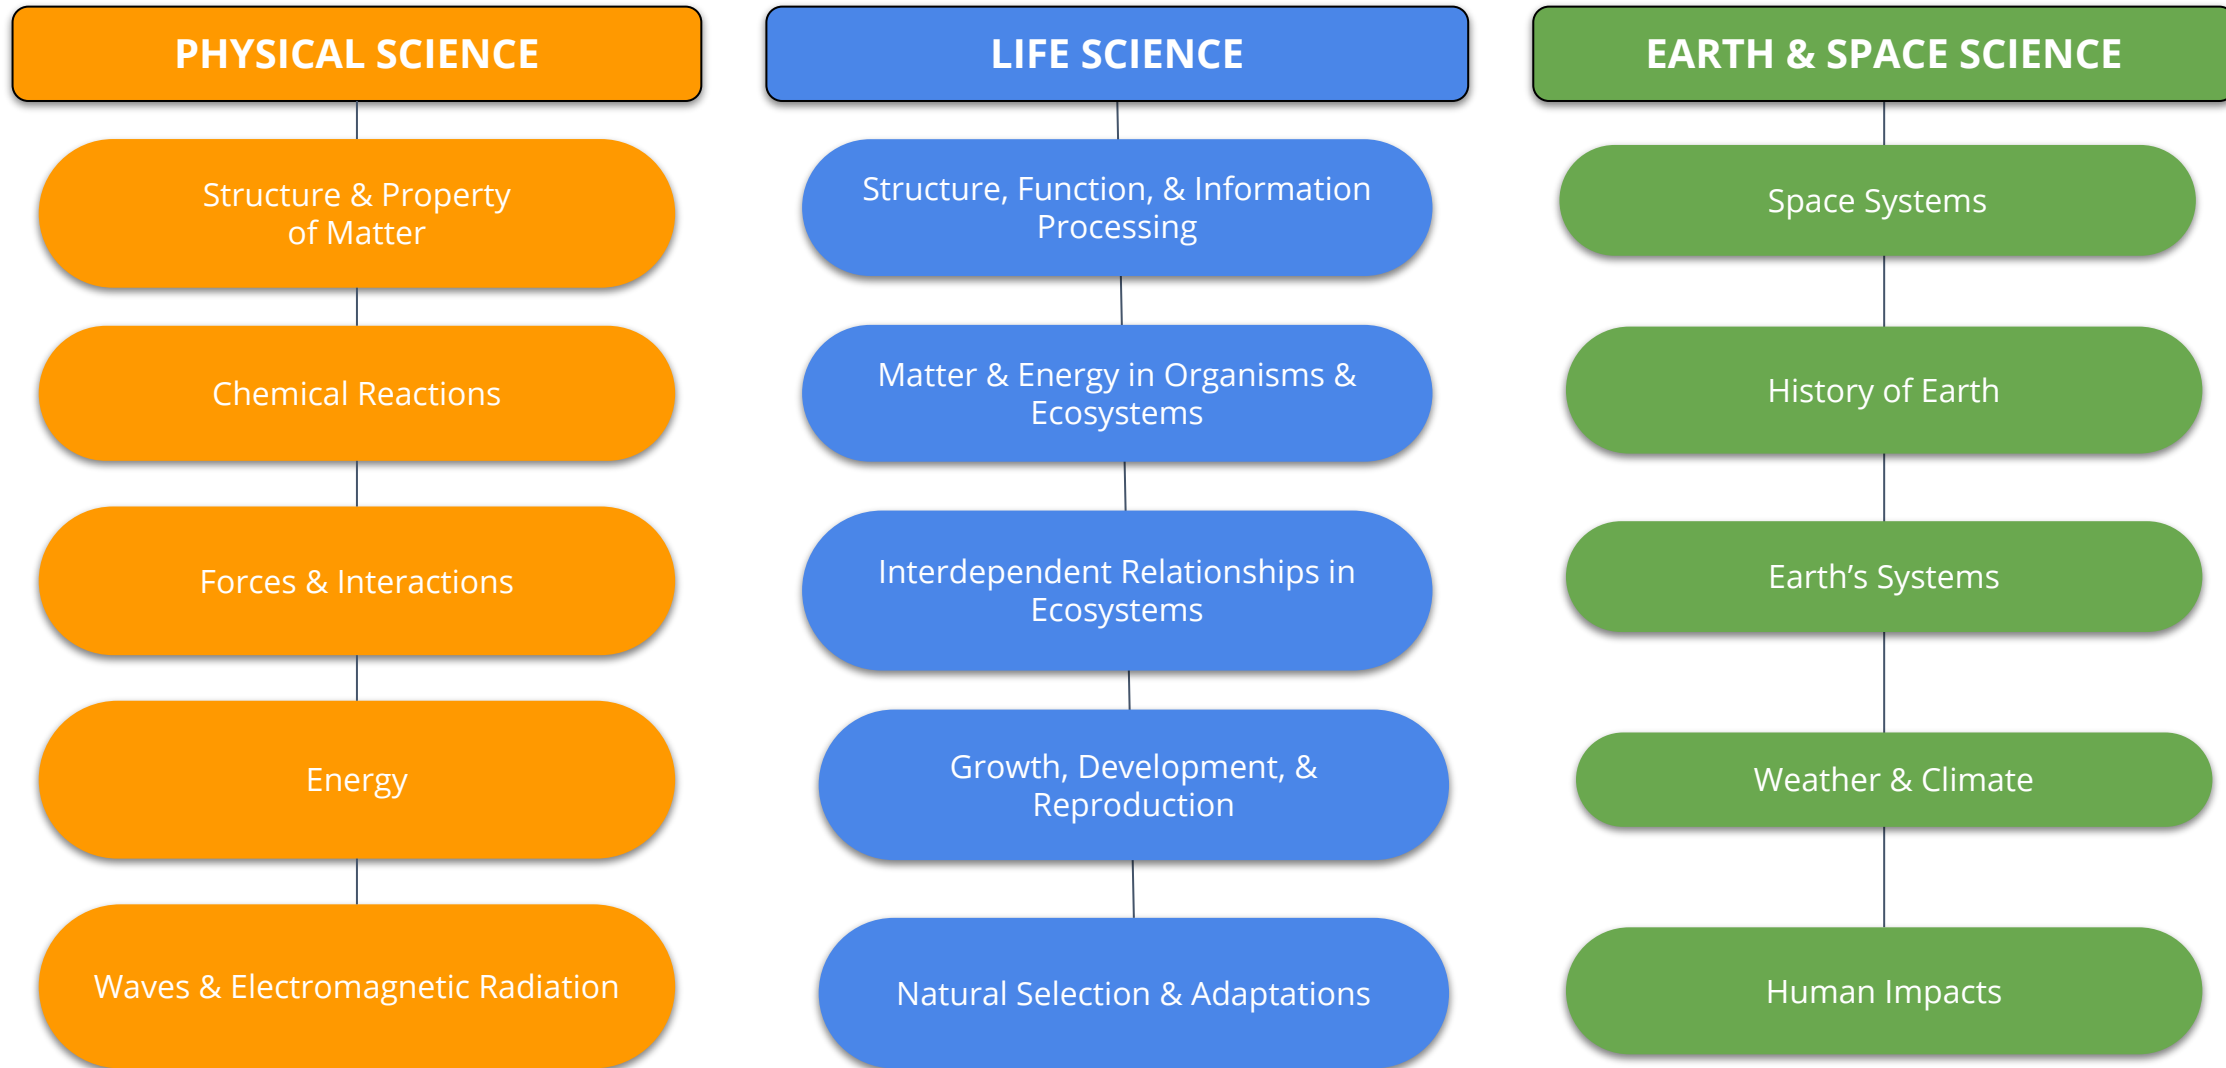 PHYSICAL SCIENCE
Structure & Property
of Matter
Chemical Reactions
Forces & Interactions
Energy
Waves & Electromagnetic Radiation
LIFE SCIENCE
Structure, Function, & Information
Processing
Matter & Energy in Organisms &
Ecosystems
Interdependent Relationships in
Ecosystems
Growth, Development, &
Reproduction
Natural Selection & Adaptations
EARTH & SPACE SCIENCE
Space Systems
History of Earth
Earth’s Systems
Weather & Climate
Human Impacts